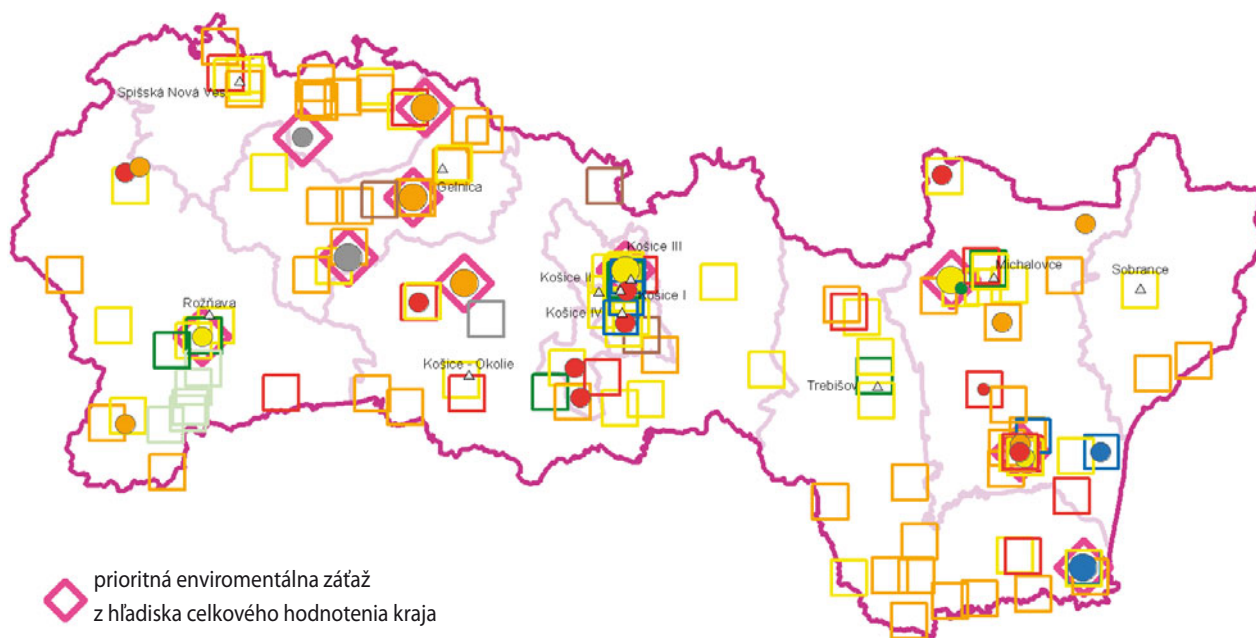 Spišská Nová Ves
Gelnica
Košice III
Košice II
Košice I
Košice IV
Michalovce
Sobrance
Rožňava
Košice - Okolie
Trebišov
prioritná enviromentálna záťaž
z hľadiska celkového hodnotenia kraja